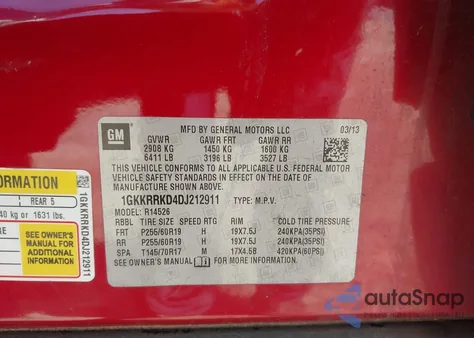 GM
MFD BY GENERAL MOTORS LLC 03/13
GVWR GAWR FRT GAWR RR
2908 KG 1450 KG 1600 KG
6411 LB 3196 LB 3527 LB
THIS VEHICLE CONFORMS TO ALL APPLICABLE U.S. FEDERAL MOTOR
VEHICLE SAFETY STANDARDS IN EFFECT ON THE DATE OF
MANUFACTURE SHOWN ABOVE.
1GKKRRKD4DJ212911 TYPE: M.P.V.
MODEL: R14526
RBBL TIRE SIZE SPEED RTG RIM COLD TIRE PRESSURE
FRT P255/60R19 H 19X7.5J 240KPA(35PSI)
RR P255/60R19 H 19X7.5J 240KPA(35PSI)
SPA T145/70R17 M 17X4.5B 420KPA(60PSI)
SEE OWNER'S MANUAL FOR MORE INFORMATION.
FORMATION
REAR 5
40 kg or 1631 lbs.
SEE OWNER'S
MANUAL FOR
ADDITIONAL
INFORMATION
1GKKRRKD4DJ212911
autoSnap